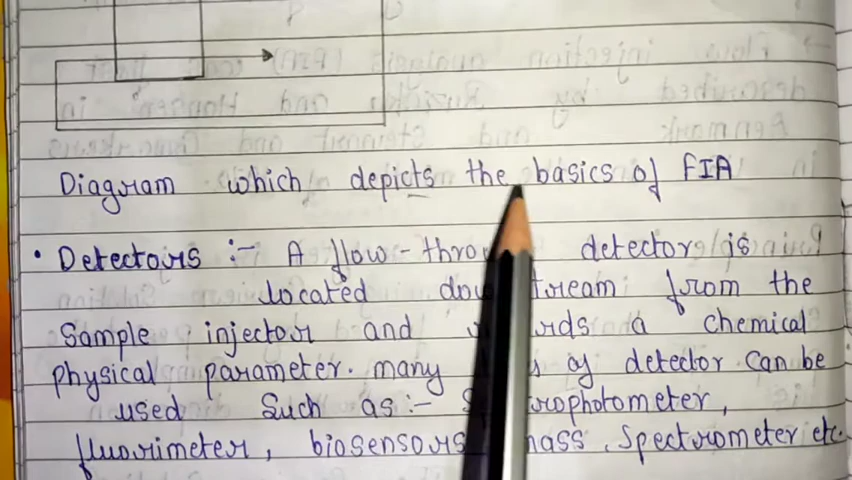 Diagram which depicts the basics of FIA
• Detectors :- A flow-thro detector is
located do tream from the
Sample injector and rds a chemical
physical parameter. many of detector can be
used Such as :- S rophotometer,
fluorimeter, biosensors mass, Spectrometer etc.